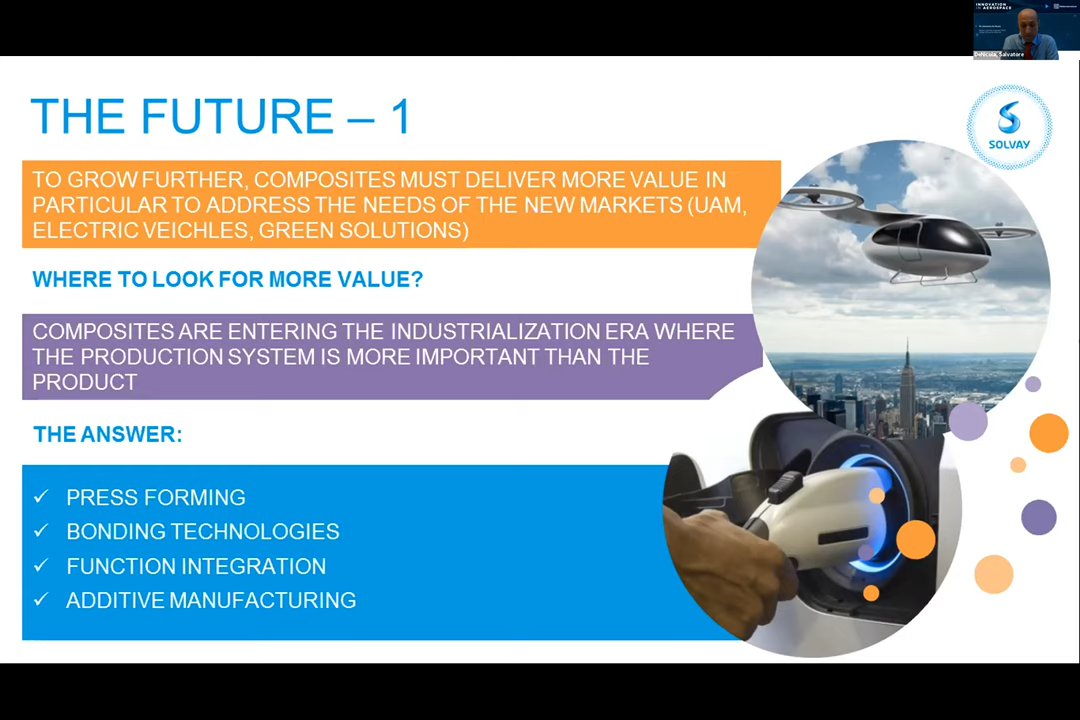 INNOVATION
IN AEROSPACE
THE FUTURE – 1
SOLVAY
TO GROW FURTHER, COMPOSITES MUST DELIVER MORE VALUE IN
PARTICULAR TO ADDRESS THE NEEDS OF THE NEW MARKETS (UAM,
ELECTRIC VEICHLES, GREEN SOLUTIONS)
WHERE TO LOOK FOR MORE VALUE?
COMPOSITES ARE ENTERING THE INDUSTRIALIZATION ERA WHERE
THE PRODUCTION SYSTEM IS MORE IMPORTANT THAN THE
PRODUCT
THE ANSWER:
✓ PRESS FORMING
✓ BONDING TECHNOLOGIES
✓ FUNCTION INTEGRATION
✓ ADDITIVE MANUFACTURING